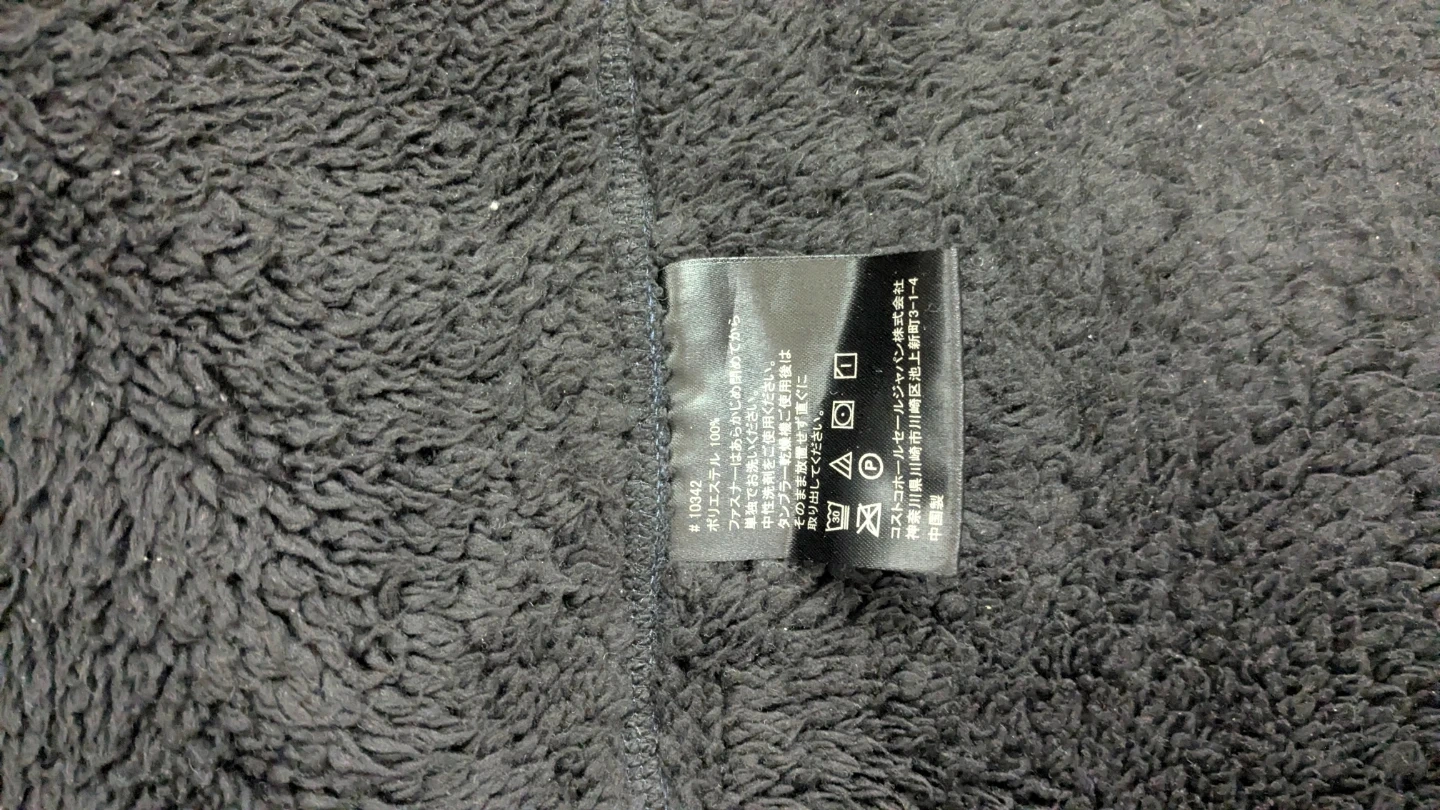 # 10342
ポリエステル 100%
ファスナーはあらかじめ閉めてから
単独でお洗いください。
中性洗剤をご使用ください。
タンブラー乾燥機ご使用後は
そのまま放置せず直ぐに
取り出してください。
30
P
コストコホールセールジャパン株式会社
神奈川県川崎市川崎区池上新町3-1-4
中国製